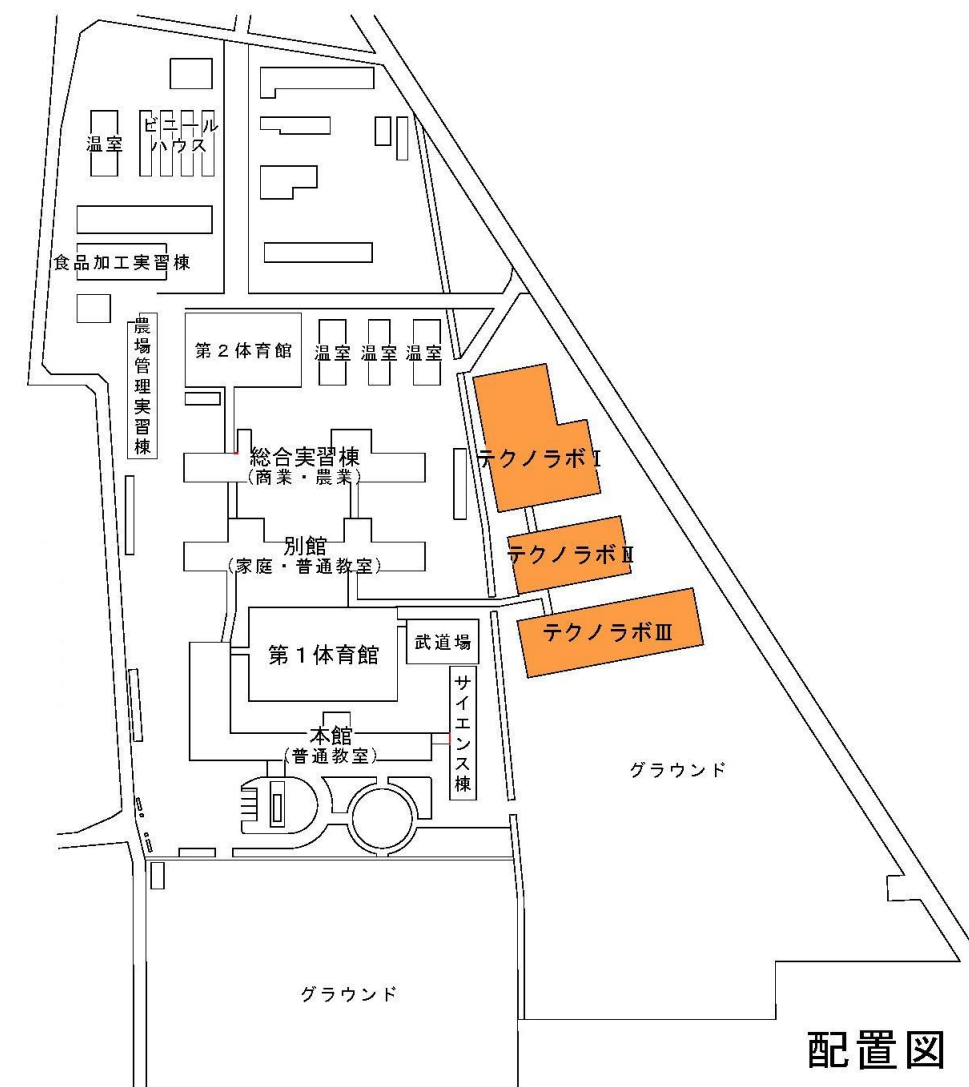 ビニール
ハウス
温室
食品加工実習棟
農場管理実習棟
第２体育館
温室
温室
温室
総合実習棟
(商業・農業)
テクノラボⅠ
別館
(家庭・普通教室)
テクノラボⅡ
テクノラボⅢ
第１体育館
武道場
サイエンス棟
本館
(普通教室)
グラウンド
グラウンド
配置図